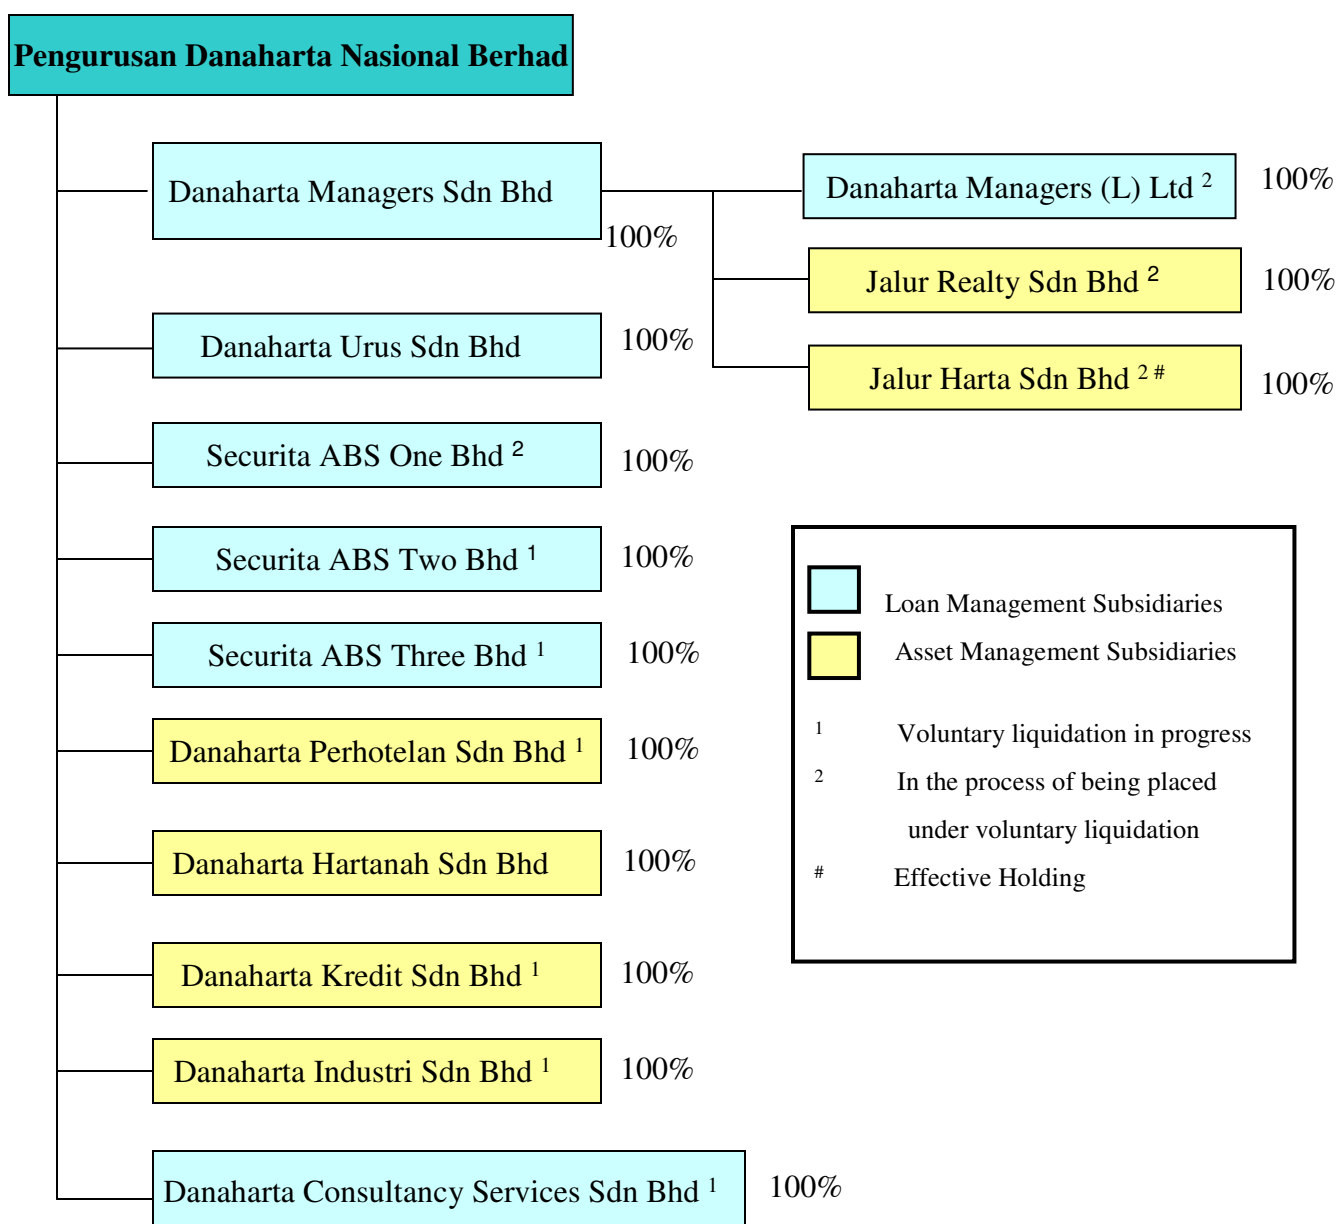 Pengurusan Danaharta Nasional Berhad
Danaharta Managers Sdn Bhd
100%
Danaharta Managers (L) Ltd ²
100%
Jalur Realty Sdn Bhd ²
100%
Jalur Harta Sdn Bhd ² #
100%
Danaharta Urus Sdn Bhd
100%
Securita ABS One Bhd ²
100%
Securita ABS Two Bhd ¹
100%
Securita ABS Three Bhd ¹
100%
Danaharta Perhotelan Sdn Bhd ¹
100%
Danaharta Hartanah Sdn Bhd
100%
Danaharta Kredit Sdn Bhd ¹
100%
Danaharta Industri Sdn Bhd ¹
100%
Danaharta Consultancy Services Sdn Bhd ¹
100%
Loan Management Subsidiaries
Asset Management Subsidiaries
¹ Voluntary liquidation in progress
² In the process of being placed
under voluntary liquidation
# Effective Holding